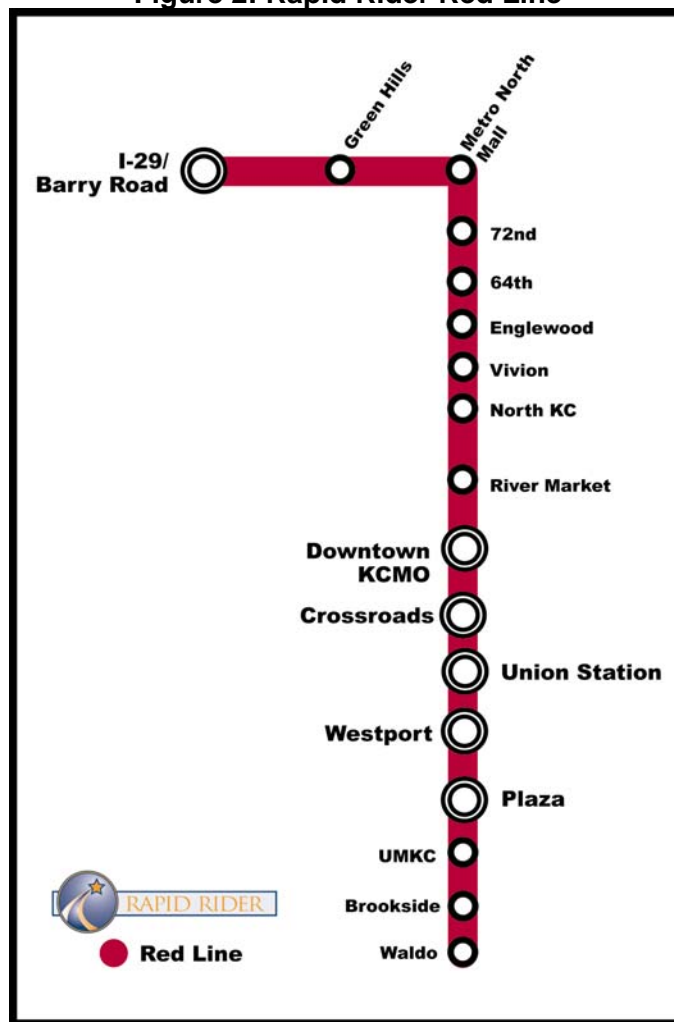 Figure 2: Rapid Rider Red Line
Green Hills
Metro North
Mall
I-29/
Barry Road
72nd
64th
Englewood
Vivion
North KC
River Market
Downtown
KCMO
Crossroads
Union Station
Westport
Plaza
UMKC
Brookside
Waldo
RAPID RIDER
Red Line